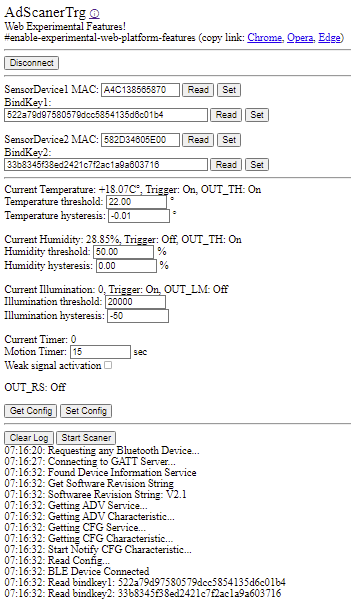 AdScanerTrg ⓘ
Web Experimental Features!
#enable-experimental-web-platform-features (copy link: Chrome, Opera, Edge)
Disconnect
SensorDevice1 MAC: A4C138565870 Read Set
BindKey1:
522a79d97580579dcc5854135d6c01b4 Read Set
SensorDevice2 MAC: 582D34605E00 Read Set
BindKey2:
33b8345f38ed2421c7f2ac1a9a603716 Read Set
Current Temperature: +18.07C°, Trigger: On, OUT_TH: On
Temperature threshold: 22.00 °
Temperature hysteresis: -0.01 °
Current Humidity: 28.85%, Trigger: Off, OUT_TH: On
Humidity threshold: 50.00 %
Humidity hysteresis: 0.00 %
Current Illumination: 0, Trigger: On, OUT_LM: Off
Illumination threshold: 20000
Illumination hysteresis: -50
Current Timer: 0
Motion Timer: 15 sec
Weak signal activation
OUT_RS: Off
Get Config Set Config
Clear Log Start Scaner
07:16:20: Requesting any Bluetooth Device...
07:16:27: Connecting to GATT Server...
07:16:32: Found Device Information Service
07:16:32: Get Software Revision String
07:16:32: Softwaree Revision String: V2.1
07:16:32: Getting ADV Service...
07:16:32: Getting ADV Characteristic...
07:16:32: Getting CFG Service...
07:16:32: Getting CFG Characteristic...
07:16:32: Start Notify CFG Characteristic...
07:16:32: Read Config...
07:16:32: BLE Device Connected
07:16:32: Read bindkey1: 522a79d97580579dcc5854135d6c01b4
07:16:32: Read bindkey2: 33b8345f38ed2421c7f2ac1a9a603716